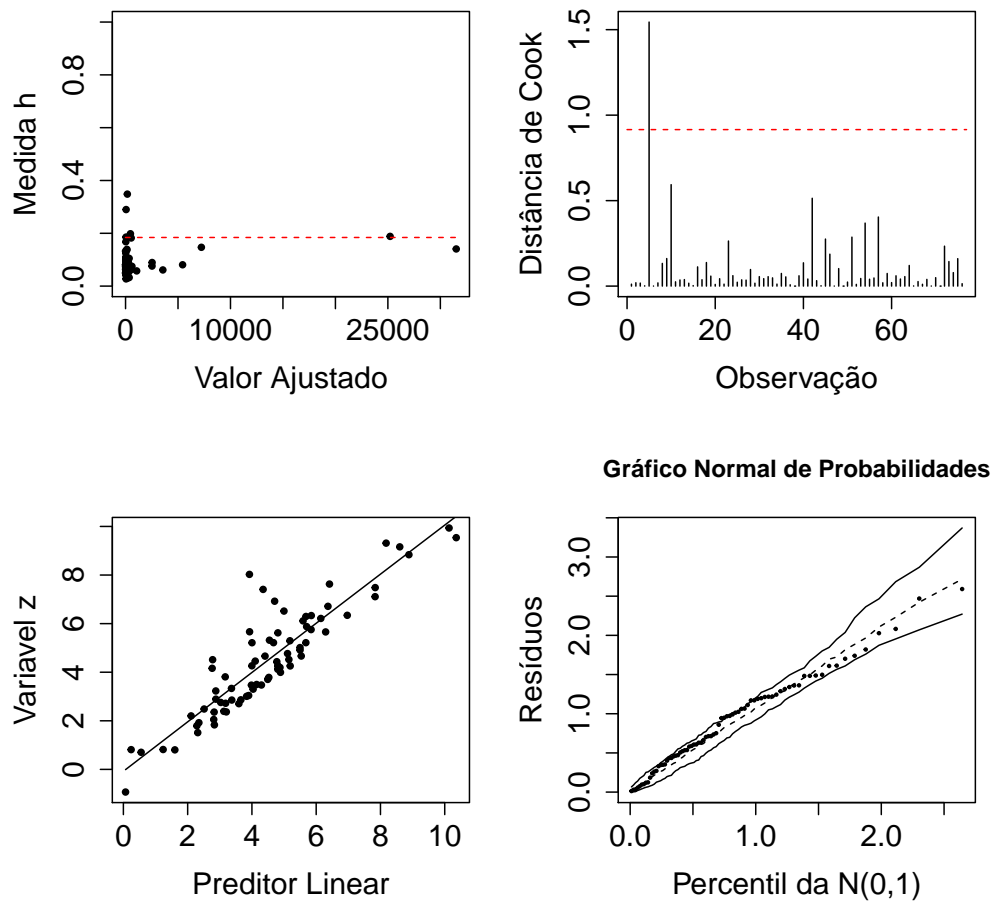 0.0 0.4 0.8
Medida h
0 10000 25000
Valor Ajustado
0.0 0.5 1.0 1.5
Distância de Cook
0 20 40 60
Observação
0 2 4 6 8
Variavel z
0 2 4 6 8 10
Preditor Linear
Gráfico Normal de Probabilidades
0.0 1.0 2.0 3.0
Resíduos
0.0 1.0 2.0
Percentil da N(0,1)